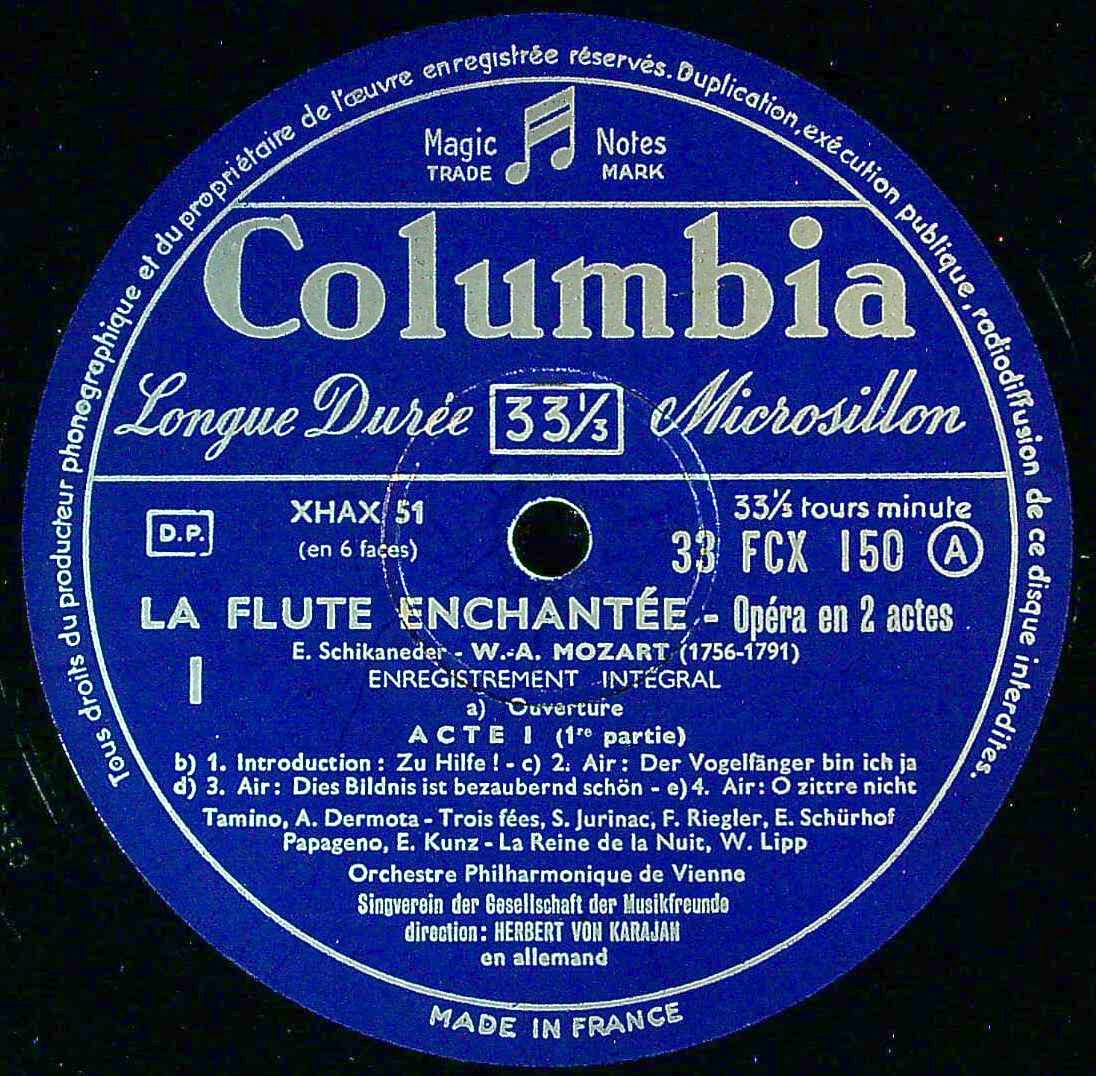 Tous droits du producteur phonographique et du propriétaire de l'œuvre enregistrée réservés. Duplication, exécution publique, radiodiffusion de ce disque interdites.
Magic Notes
TRADE MARK
Columbia
Longue Durée 33⅓ Microsillon
D.P. XHAX 51 33⅓ tours minute
(en 6 faces) 33 FCX 150 A
LA FLUTE ENCHANTÉE - Opéra en 2 actes
E. Schikaneder - W.-A. MOZART (1756-1791)
I ENREGISTREMENT INTÉGRAL
a) Ouverture
ACTE I (1re partie)
b) 1. Introduction : Zu Hilfe ! - c) 2. Air : Der Vogelfänger bin ich ja
d) 3. Air : Dies Bildnis ist bezaubernd schön - e) 4. Air : O zittre nicht
Tamino, A. Dermota - Trois fées, S. Jurinac, F. Riegler, E. Schürhof
Papageno, E. Kunz - La Reine de la Nuit, W. Lipp
Orchestre Philharmonique de Vienne
Singverein der Gesellschaft der Musikfreunde
direction : HERBERT VON KARAJAN
en allemand
MADE IN FRANCE